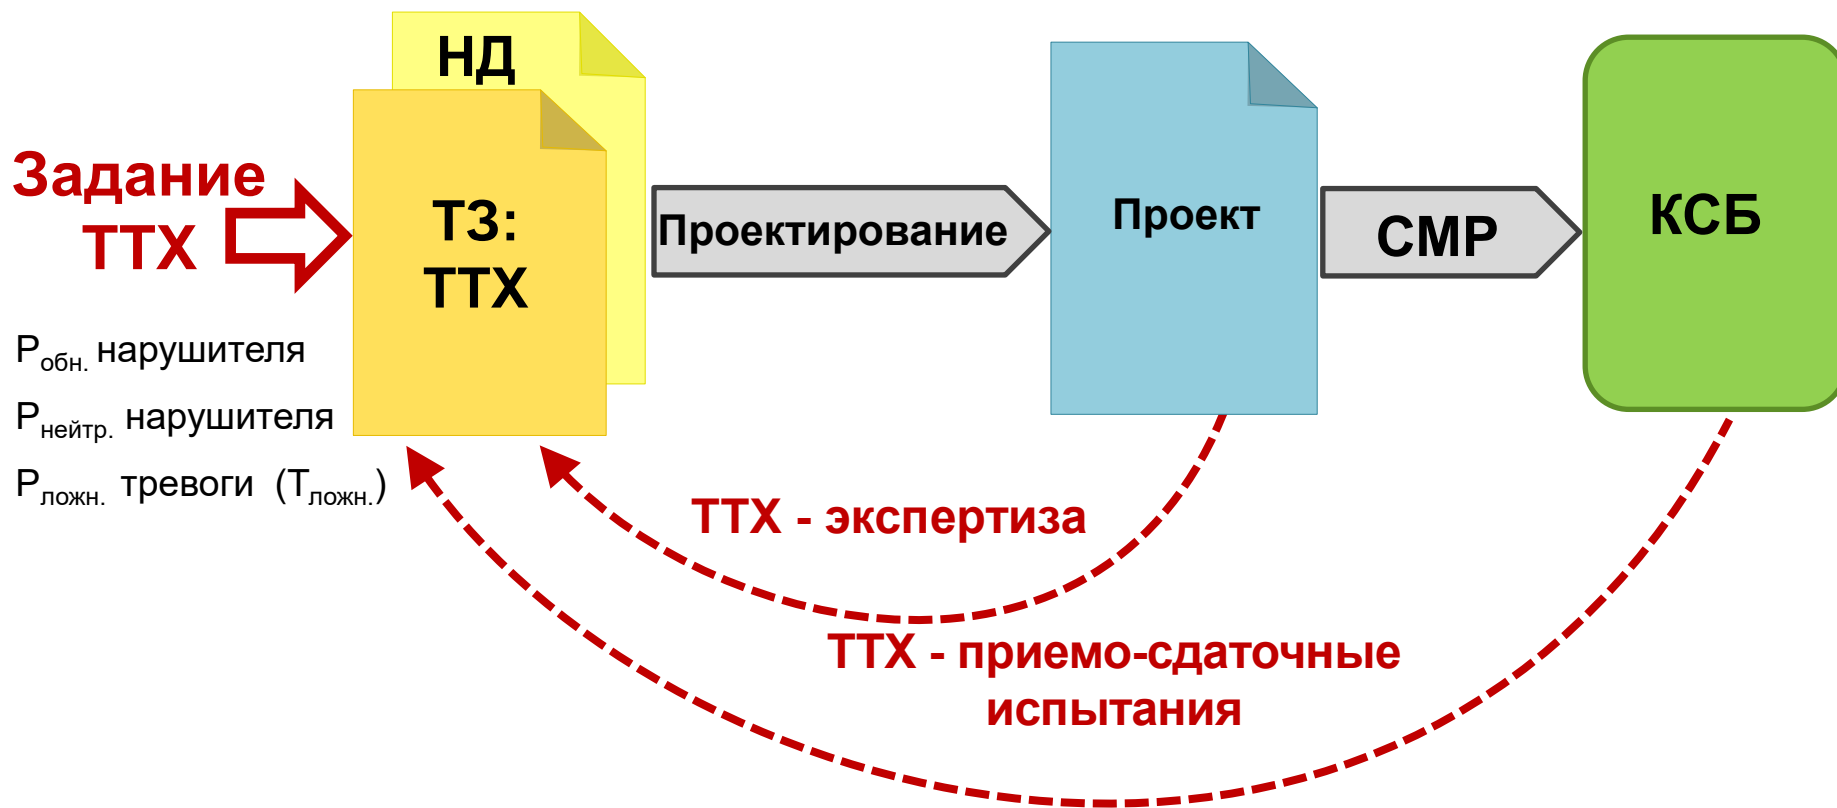 НД
Задание
ТТХ
ТЗ:
ТТХ
Проектирование
Проект
СМР
КСБ
Pобн. нарушителя
Pнейтр. нарушителя
Pложн. тревоги (Тложн.)
ТТХ - экспертиза
ТТХ - приемо-сдаточные
испытания